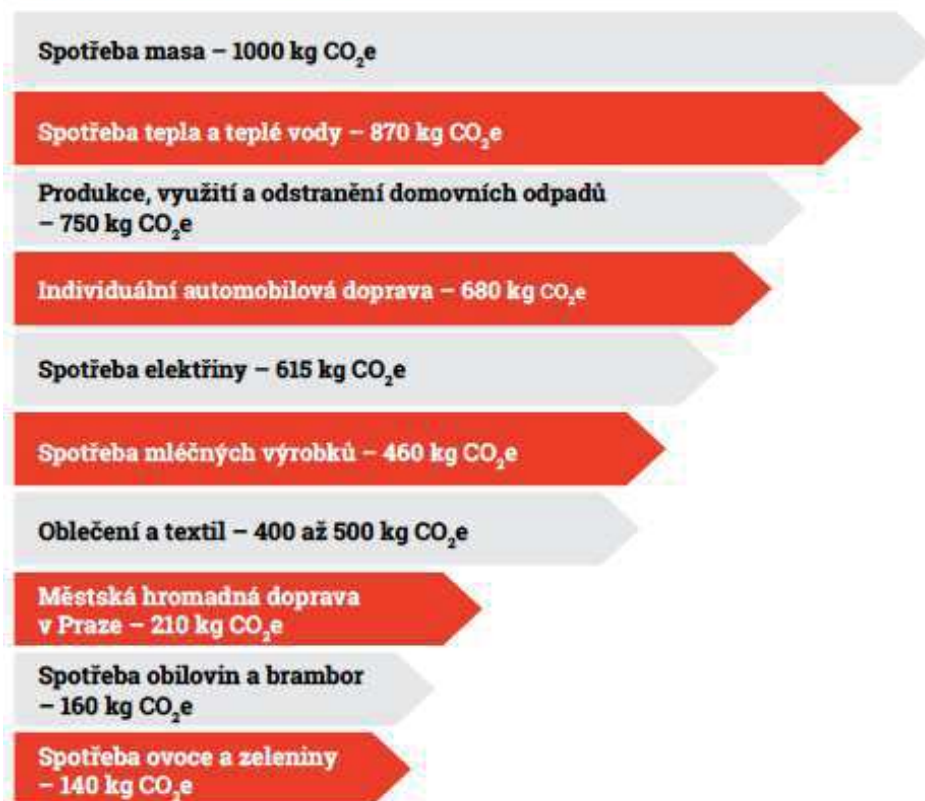 Spotřeba masa – 1000 kg CO₂e
Spotřeba tepla a teplé vody – 870 kg CO₂e
Produkce, využití a odstranění domovních odpadů
– 750 kg CO₂e
Individuální automobilová doprava – 680 kg CO₂e
Spotřeba elektřiny – 615 kg CO₂e
Spotřeba mléčných výrobků – 460 kg CO₂e
Oblečení a textil – 400 až 500 kg CO₂e
Městská hromadná doprava
v Praze – 210 kg CO₂e
Spotřeba obilovin a brambor
– 160 kg CO₂e
Spotřeba ovoce a zeleniny
– 140 kg CO₂e